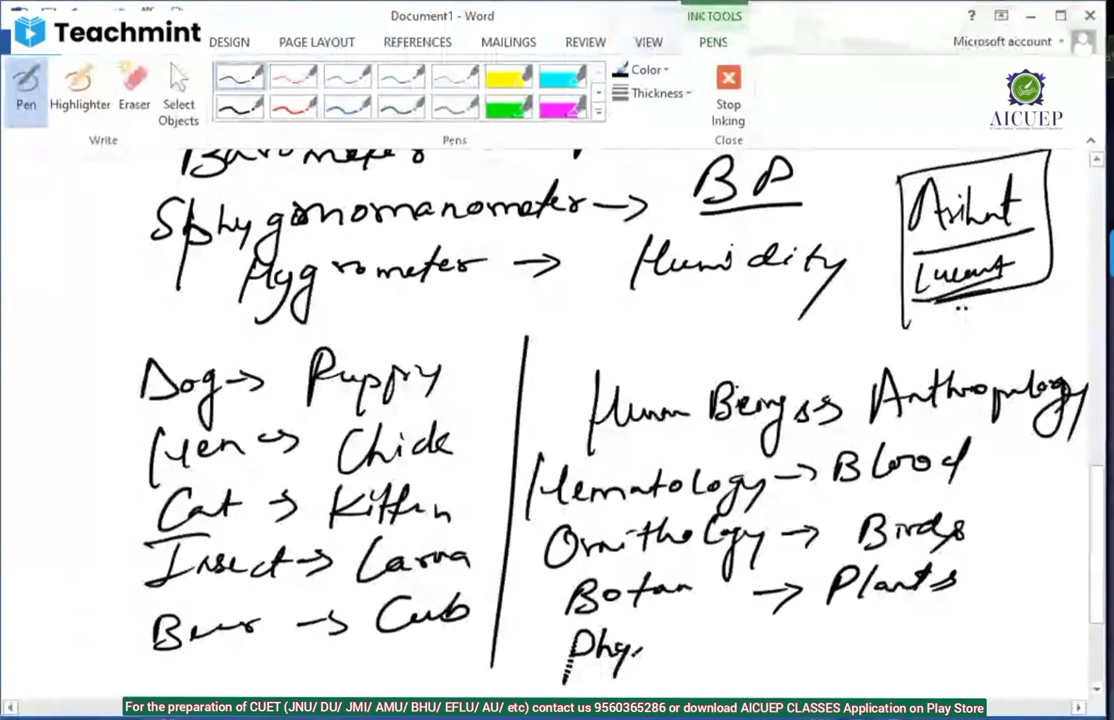 Document1 - Word
INK TOOLS
Teachmint
DESIGN PAGE LAYOUT REFERENCES MAILINGS REVIEW VIEW PENS
Microsoft account
Pen Highlighter Eraser Select Objects
Color
Thickness
Stop Inking
Write Pens Close
AICUEP
Barometer
Sphygmomanometer → BP
Hygrometer → Humidity
Arihant
Lucent
Dog → Puppy
Hen → Chick
Cat → Kitten
Insect → Larva
Bear → Cub
Human Beings → Anthropology
Hematology → Blood
Ornithology → Birds
Botan → Plants
Phy
For the preparation of CUET (JNU/ DU/ JMI/ AMU/ BHU/ EFLU/ AU/ etc) contact us 9560365286 or download AICUEP CLASSES Application on Play Store